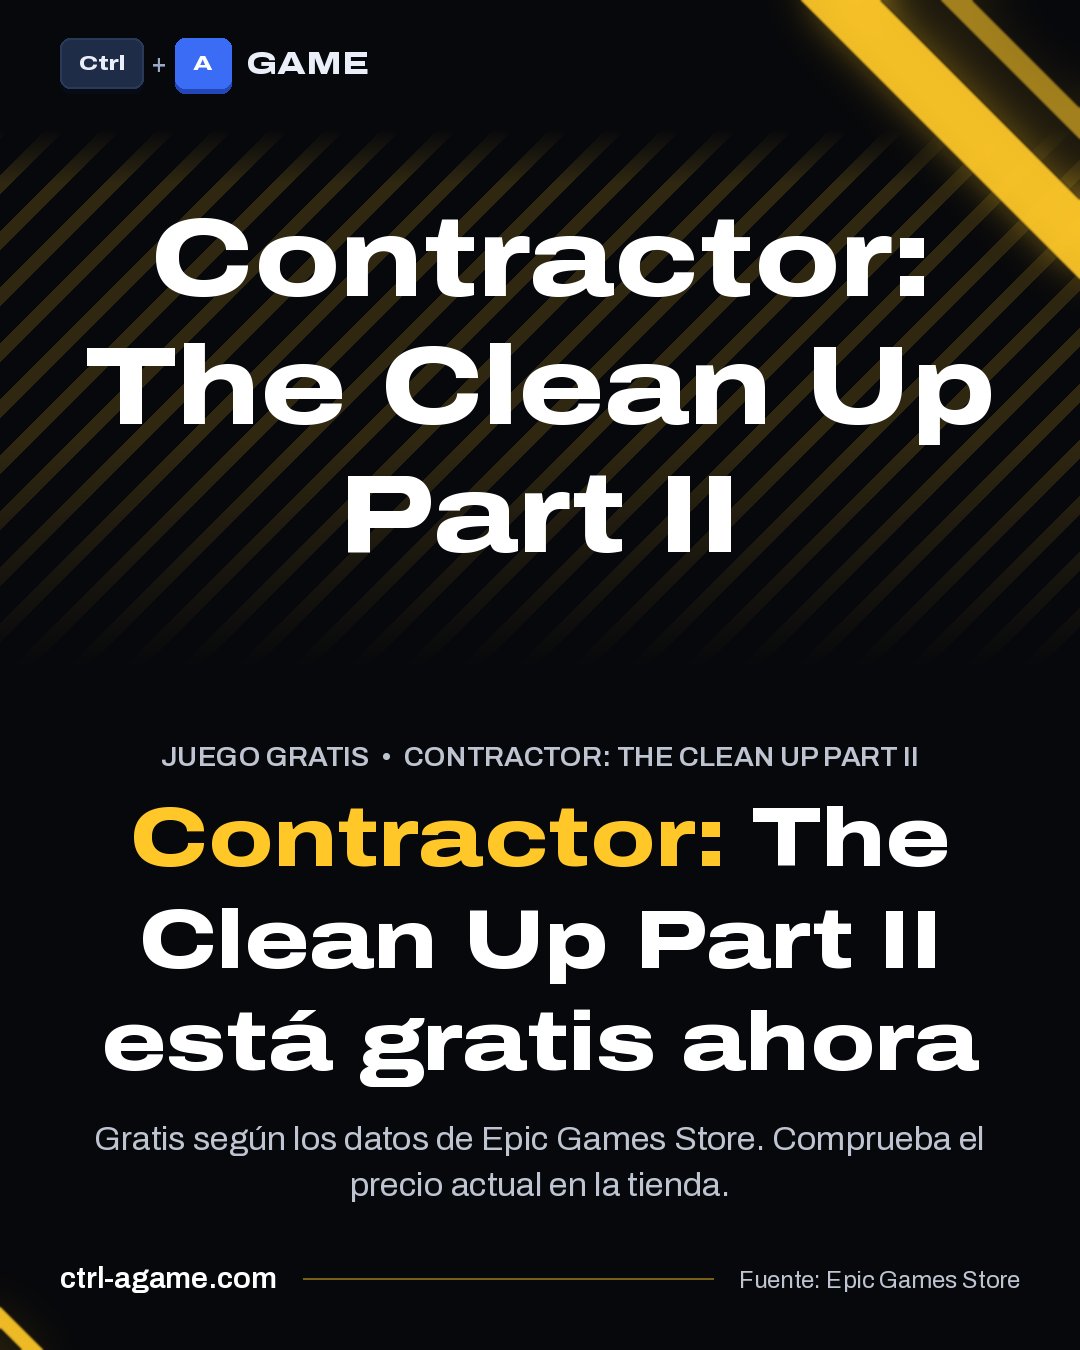 Ctrl + A GAME
Contractor:
The Clean Up
Part II
JUEGO GRATIS • CONTRACTOR: THE CLEAN UP PART II
Contractor: The
Clean Up Part II
está gratis ahora
Gratis según los datos de Epic Games Store. Comprueba el
precio actual en la tienda.
ctrl-agame.com
Fuente: Epic Games Store